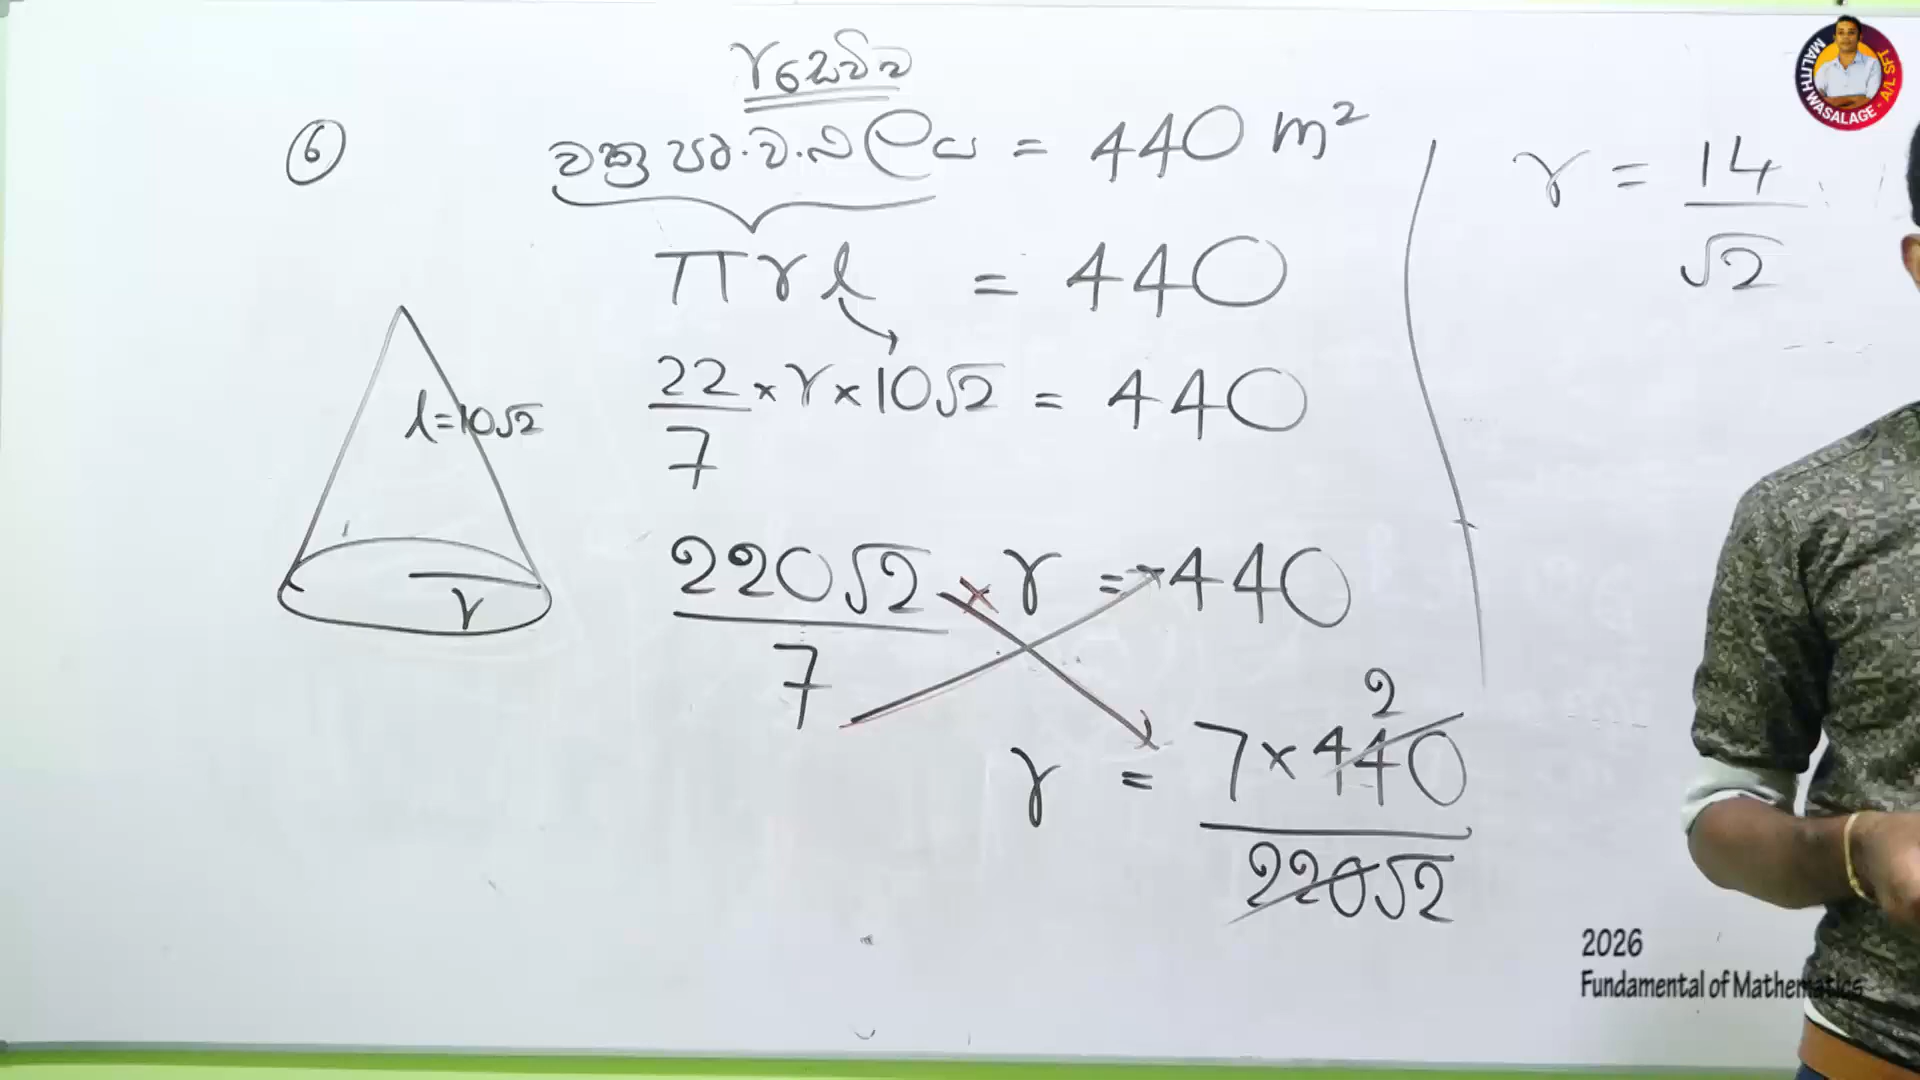 r සෙවීම
⑥ වක්‍ර පෘ.ව.ඵලය = 440 m²
πrl = 440
22/7 × r × 10√2 = 440
l=10√2
r
220√2/7 × r = 440
2
r = 7×440/220√2
r = 14/√2
MALITH WASALAGE - A/L SFT
2026
Fundamental of Mathematics